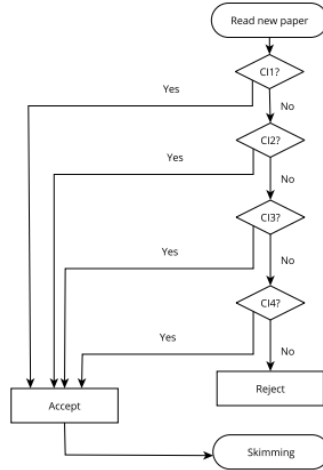 Read new paper
CI1?
Yes
No
CI2?
Yes
No
CI3?
Yes
No
CI4?
Yes
No
Reject
Accept
Skimming